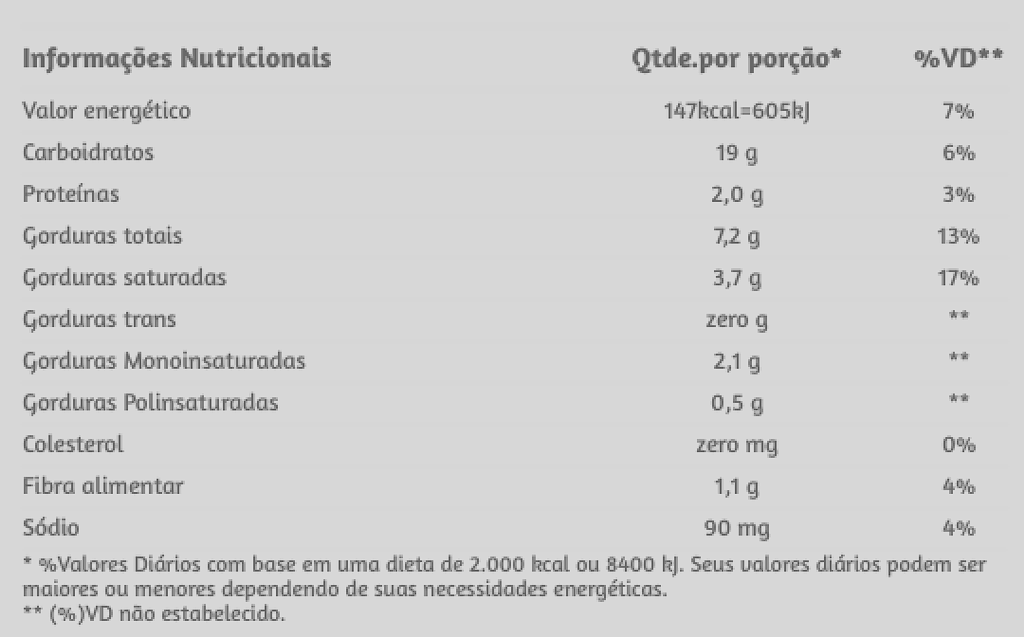 Informações Nutricionais Qtde.por porção* %VD**
Valor energético 147kcal=605kJ 7%
Carboidratos 19 g 6%
Proteínas 2,0 g 3%
Gorduras totais 7,2 g 13%
Gorduras saturadas 3,7 g 17%
Gorduras trans zero g **
Gorduras Monoinsaturadas 2,1 g **
Gorduras Polinsaturadas 0,5 g **
Colesterol zero mg 0%
Fibra alimentar 1,1 g 4%
Sódio 90 mg 4%
* %Valores Diários com base em uma dieta de 2.000 kcal ou 8400 kJ. Seus valores diários podem ser
maiores ou menores dependendo de suas necessidades energéticas.
** (%)VD não estabelecido.